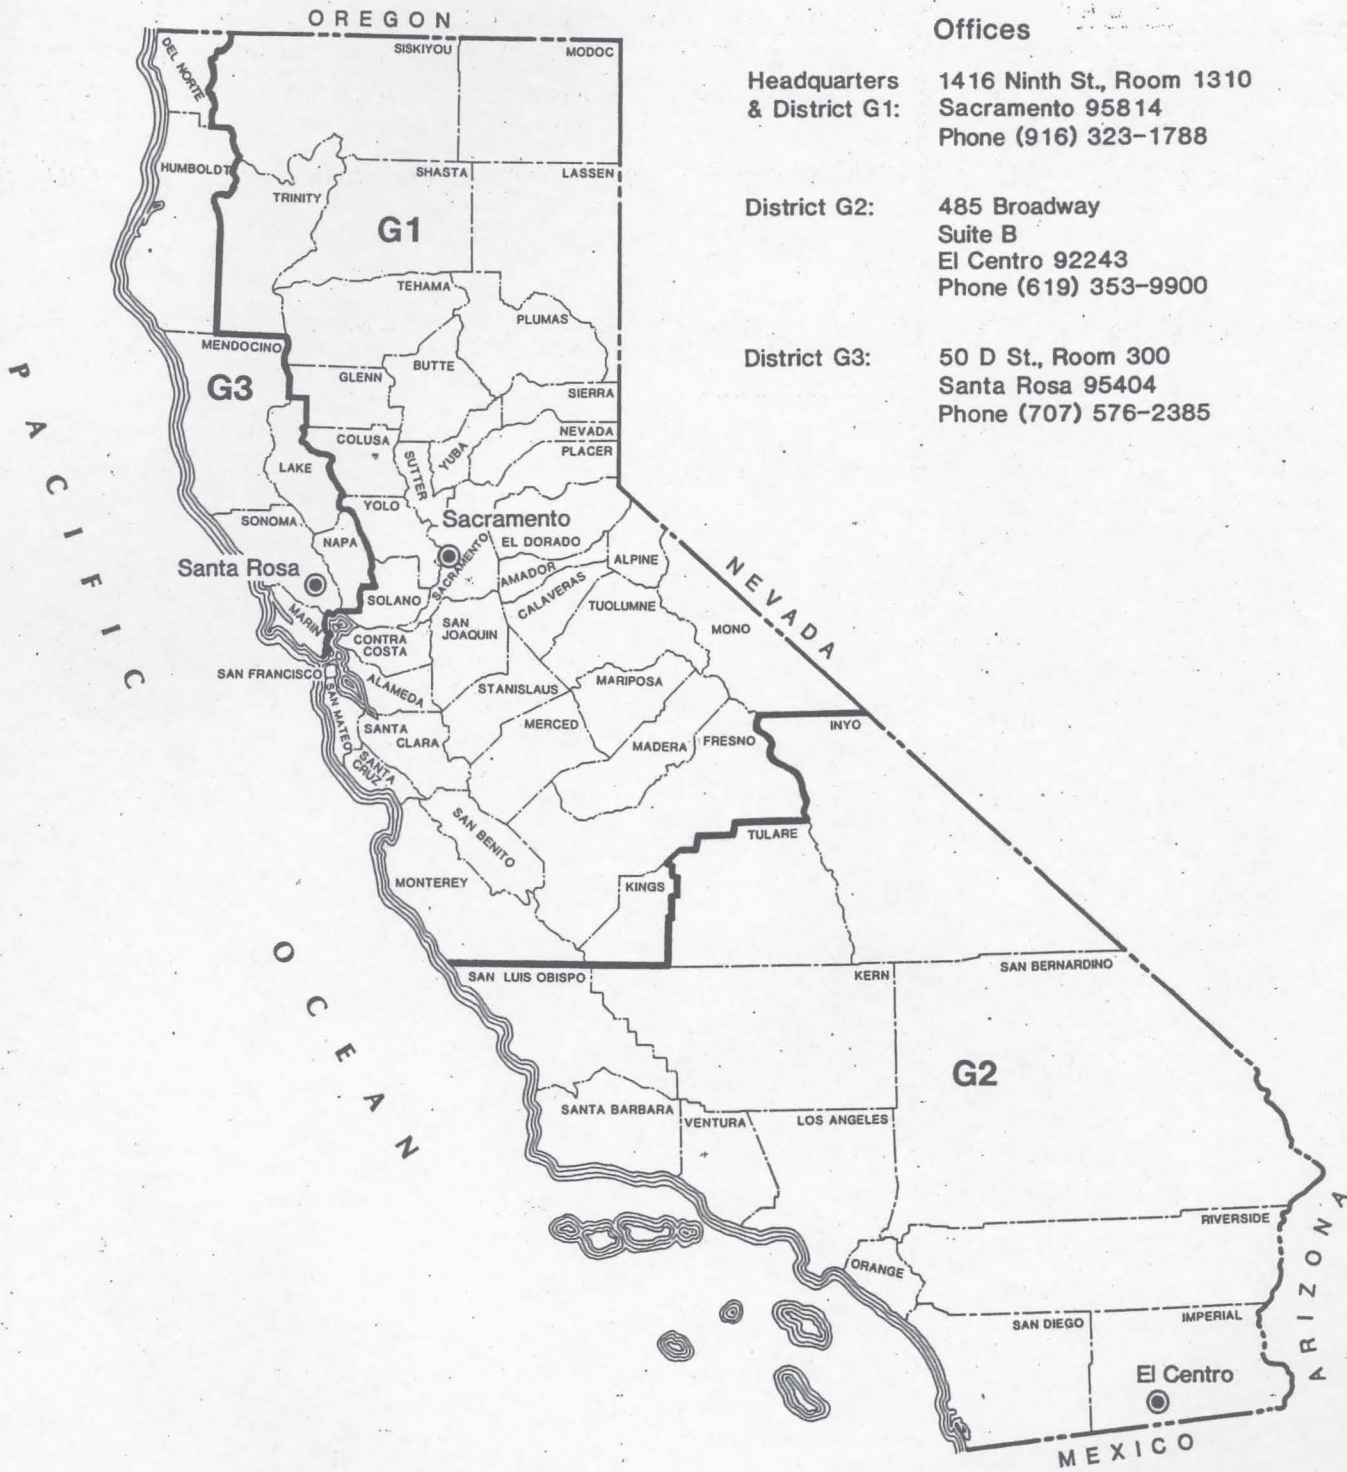 OREGON
Offices
Headquarters & District G1:
1416 Ninth St., Room 1310
Sacramento 95814
Phone (916) 323-1788
District G2:
485 Broadway
Suite B
El Centro 92243
Phone (619) 353-9900
District G3:
50 D St., Room 300
Santa Rosa 95404
Phone (707) 576-2385
DEL NORTE
SISKIYOU
MODOC
HUMBOLDT
TRINITY
SHASTA
LASSEN
G1
TEHAMA
PLUMAS
MENDOCINO
G3
GLENN
BUTTE
SIERRA
COLUSA
SUTTER
YUBA
NEVADA
PLACER
LAKE
YOLO
SONOMA
NAPA
Sacramento
SACRAMENTO
EL DORADO
Santa Rosa
SOLANO
AMADOR
CALAVERAS
ALPINE
NEVADA
MARIN
CONTRA
COSTA
SAN
JOAQUIN
TUOLUMNE
MONO
SAN FRANCISCO
SAN MATEO
ALAMEDA
STANISLAUS
MARIPOSA
SANTA
CLARA
SANTA
CRUZ
MERCED
MADERA
FRESNO
INYO
SAN BENITO
TULARE
MONTEREY
KINGS
PACIFIC
OCEAN
SAN LUIS OBISPO
KERN
SAN BERNARDINO
G2
SANTA BARBARA
VENTURA
LOS ANGELES
RIVERSIDE
ORANGE
ARIZONA
SAN DIEGO
IMPERIAL
El Centro
MEXICO